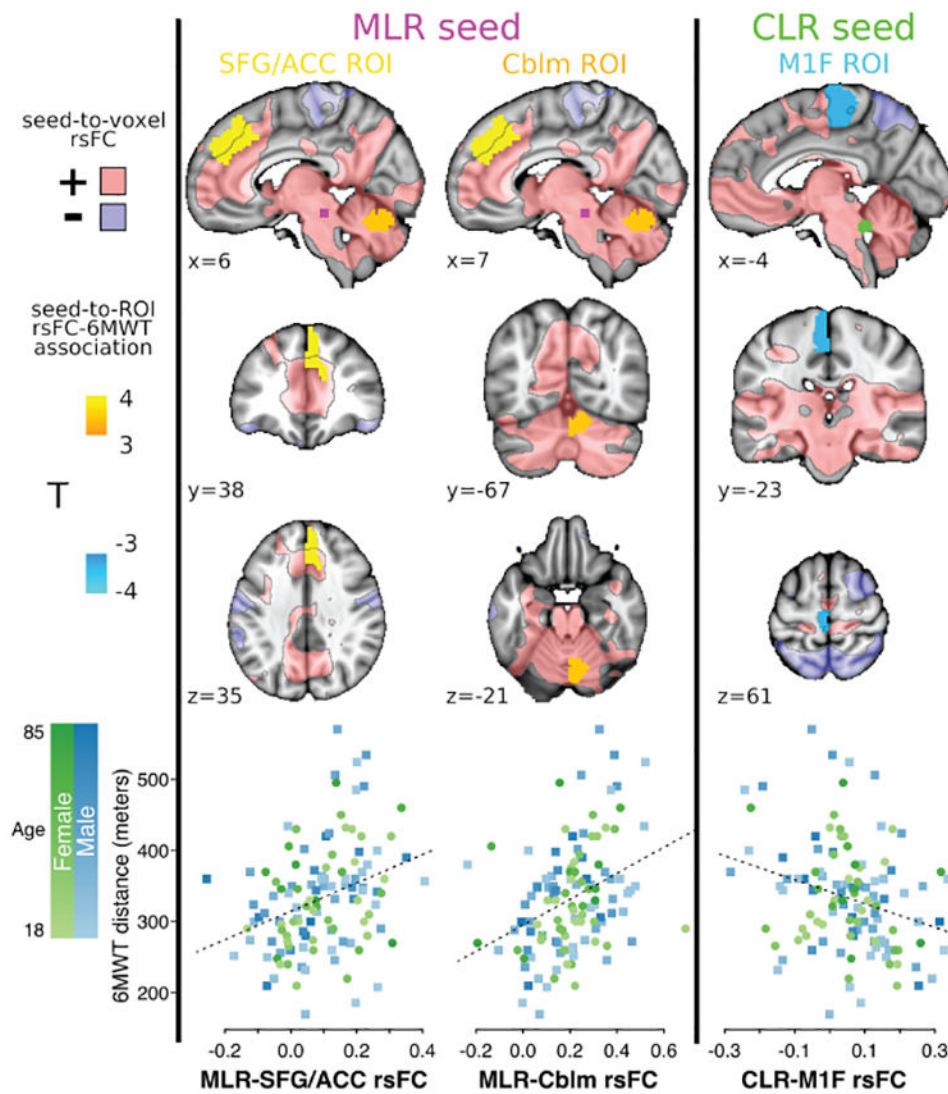 MLR seed
CLR seed
SFG/ACC ROI
Cblm ROI
M1F ROI
seed-to-voxel
rsFC
+
-
x=6
x=7
x=-4
seed-to-ROI
rsFC-6MWT
association
4
3
T
-3
-4
y=38
y=-67
y=-23
z=35
z=-21
z=61
85
Age
18
Female
Male
6MWT distance (meters)
500
400
300
200
-0.2 0.0 0.2 0.4
-0.2 0.0 0.2 0.4 0.6
-0.3 -0.1 0.1 0.3
MLR-SFG/ACC rsFC
MLR-Cblm rsFC
CLR-M1F rsFC